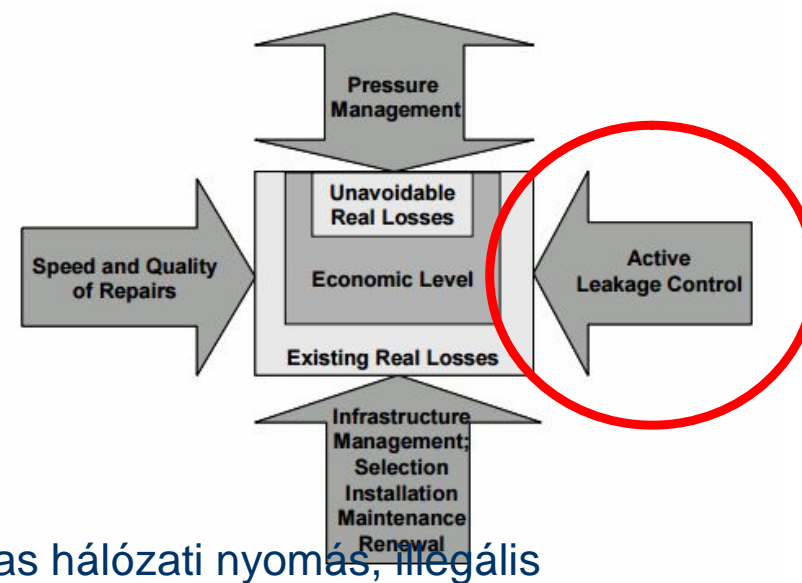 Pressure
Management
Unavoidable
Real Losses
Speed and Quality
of Repairs
Economic Level
Active
Leakage Control
Existing Real Losses
Infrastructure
Management;
Selection
Installation
Maintenance
Renewal
as hálózati nyomás, illegális